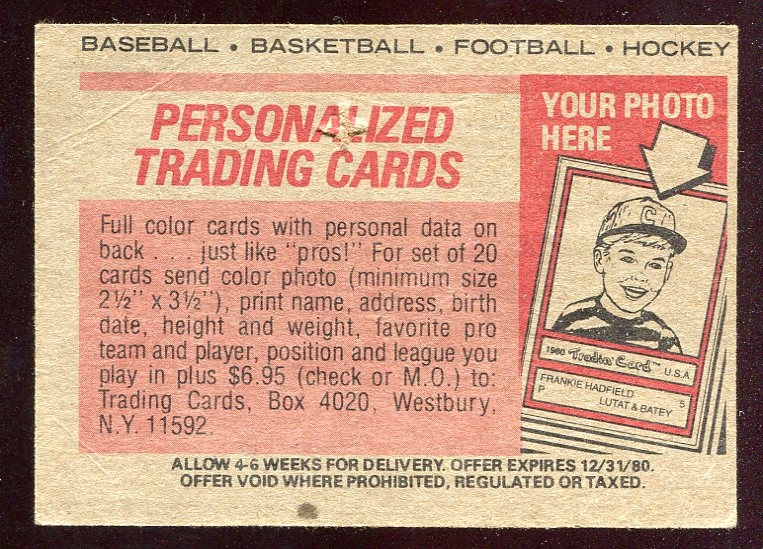 BASEBALL • BASKETBALL • FOOTBALL • HOCKEY
PERSONALIZED
TRADING CARDS
Full color cards with personal data on
back . . . just like "pros!" For set of 20
cards send color photo (minimum size
2½" x 3½"), print name, address, birth
date, height and weight, favorite pro
team and player, position and league you
play in plus $6.95 (check or M.O.) to:
Trading Cards, Box 4020, Westbury,
N.Y. 11592.
YOUR PHOTO
HERE
C
1980 Tradin' Card™ U.S.A
FRANKIE HADFIELD 5
P LUTAT & BATEY
ALLOW 4-6 WEEKS FOR DELIVERY. OFFER EXPIRES 12/31/80.
OFFER VOID WHERE PROHIBITED, REGULATED OR TAXED.